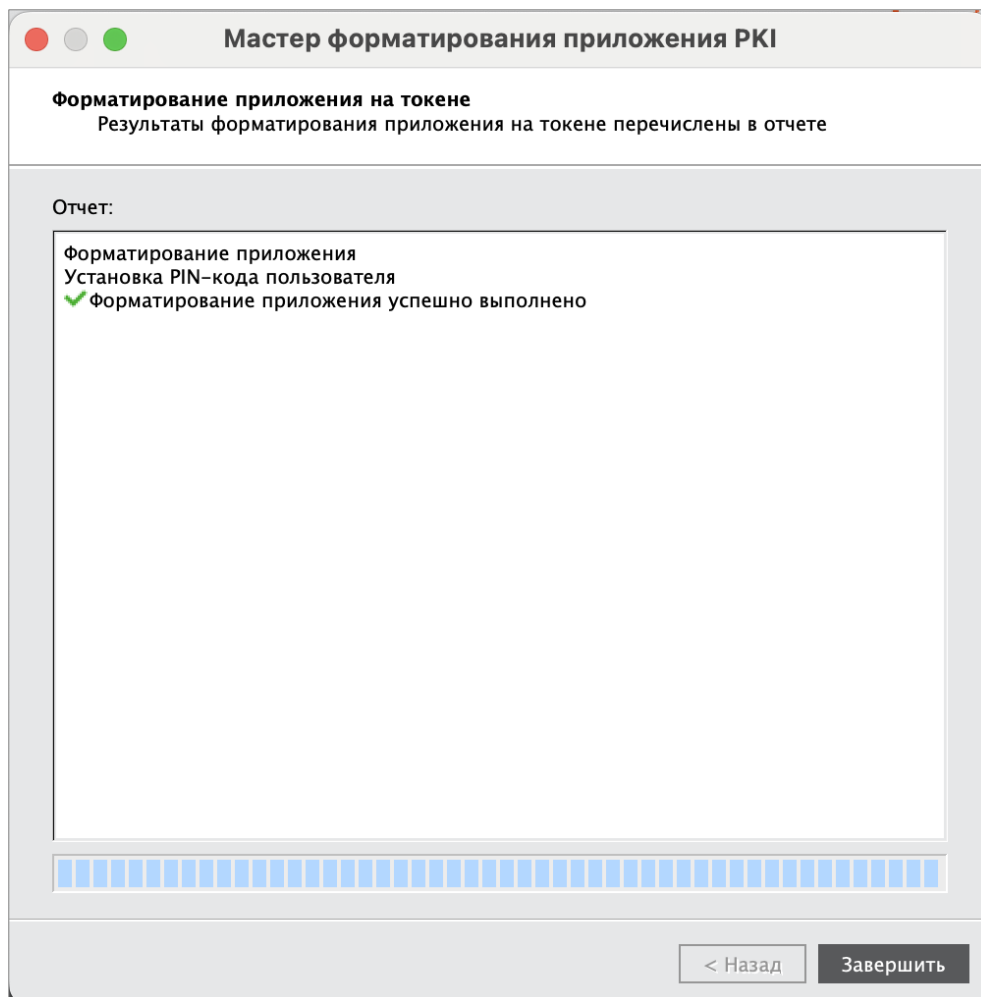 Мастер форматирования приложения PKI
Форматирование приложения на токене
Результаты форматирования приложения на токене перечислены в отчете
Отчет:
Форматирование приложения
Установка PIN-кода пользователя
Форматирование приложения успешно выполнено
< Назад
Завершить